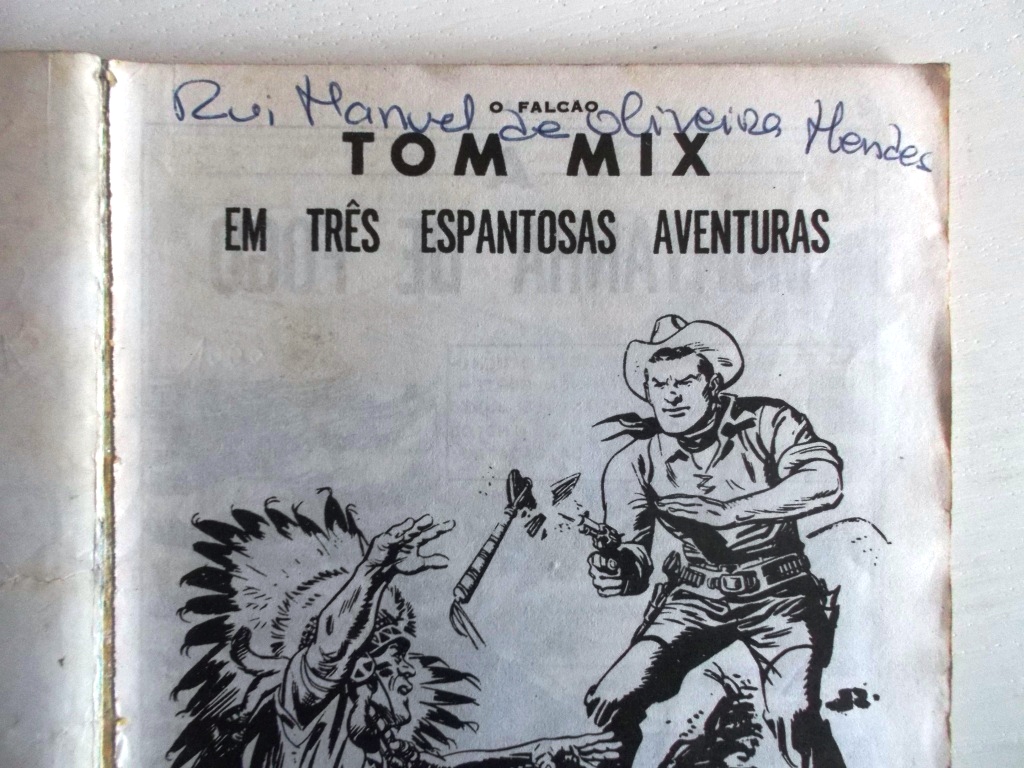 Rui Manuel de Oliveira Mendes
O FALCÃO
TOM MIX
EM TRÊS ESPANTOSAS AVENTURAS